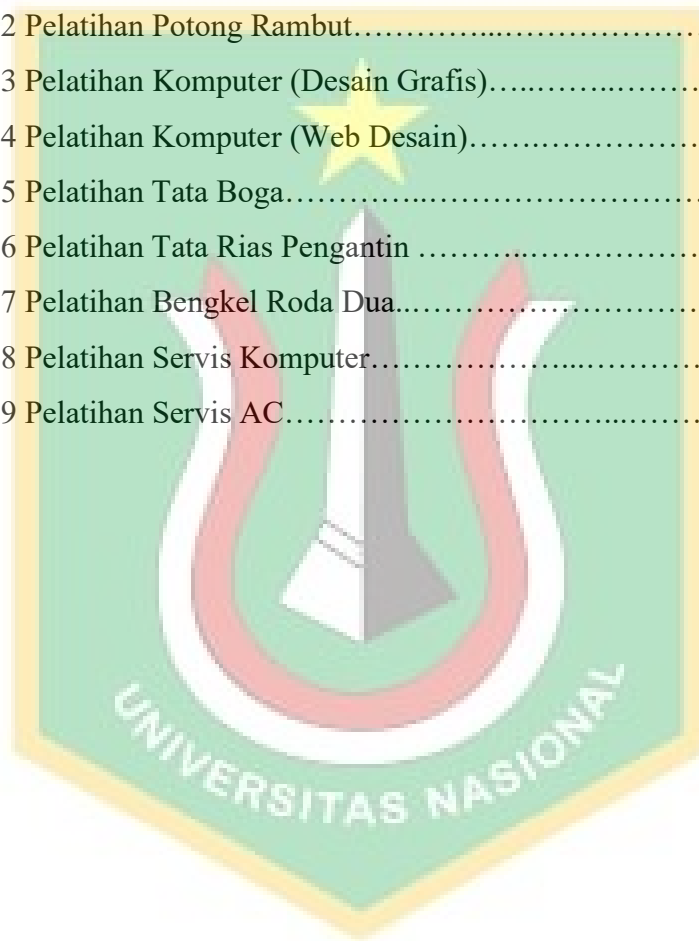 2 Pelatihan Potong Rambut…………...…………………
3 Pelatihan Komputer (Desain Grafis)…..……..………
4 Pelatihan Komputer (Web Desain)…….………………
5 Pelatihan Tata Boga…………..………………………
6 Pelatihan Tata Rias Pengantin ………..………………
7 Pelatihan Bengkel Roda Dua..…………………………
8 Pelatihan Servis Komputer…………………...…………
9 Pelatihan Servis AC……………………………...………
UNIVERSITAS NASIONAL